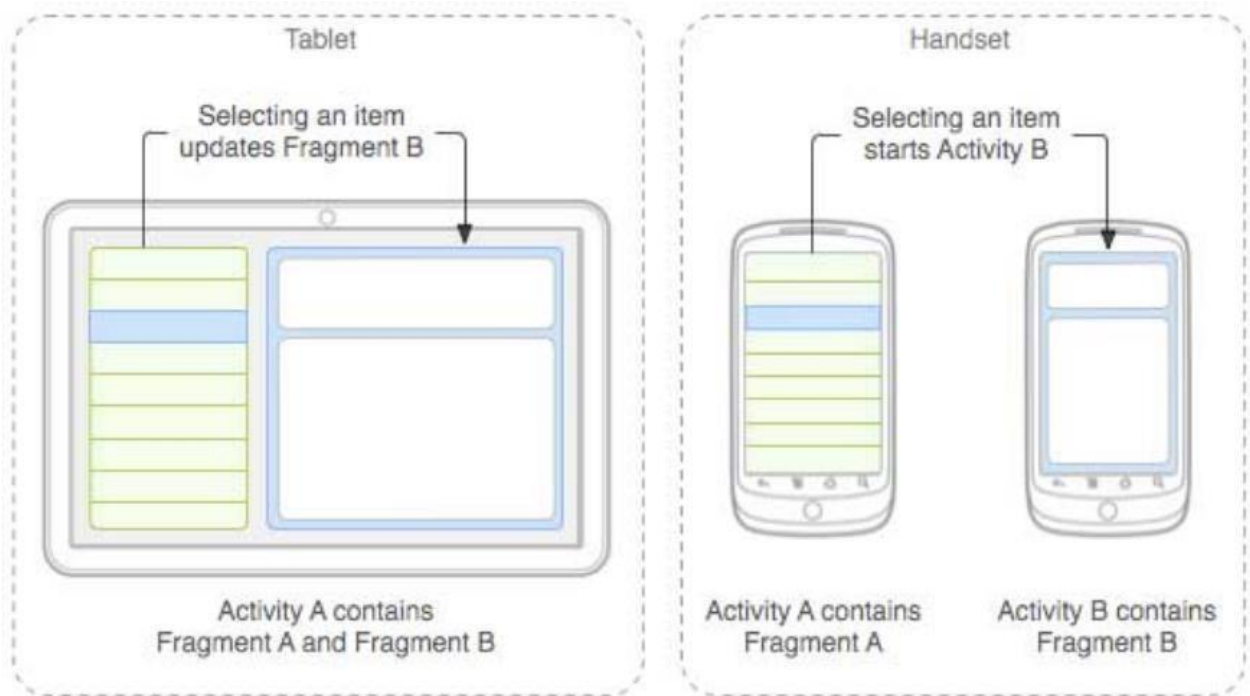 Tablet
Selecting an item
updates Fragment B
Activity A contains
Fragment A and Fragment B
Handset
Selecting an item
starts Activity B
Activity A contains
Fragment A
Activity B contains
Fragment B